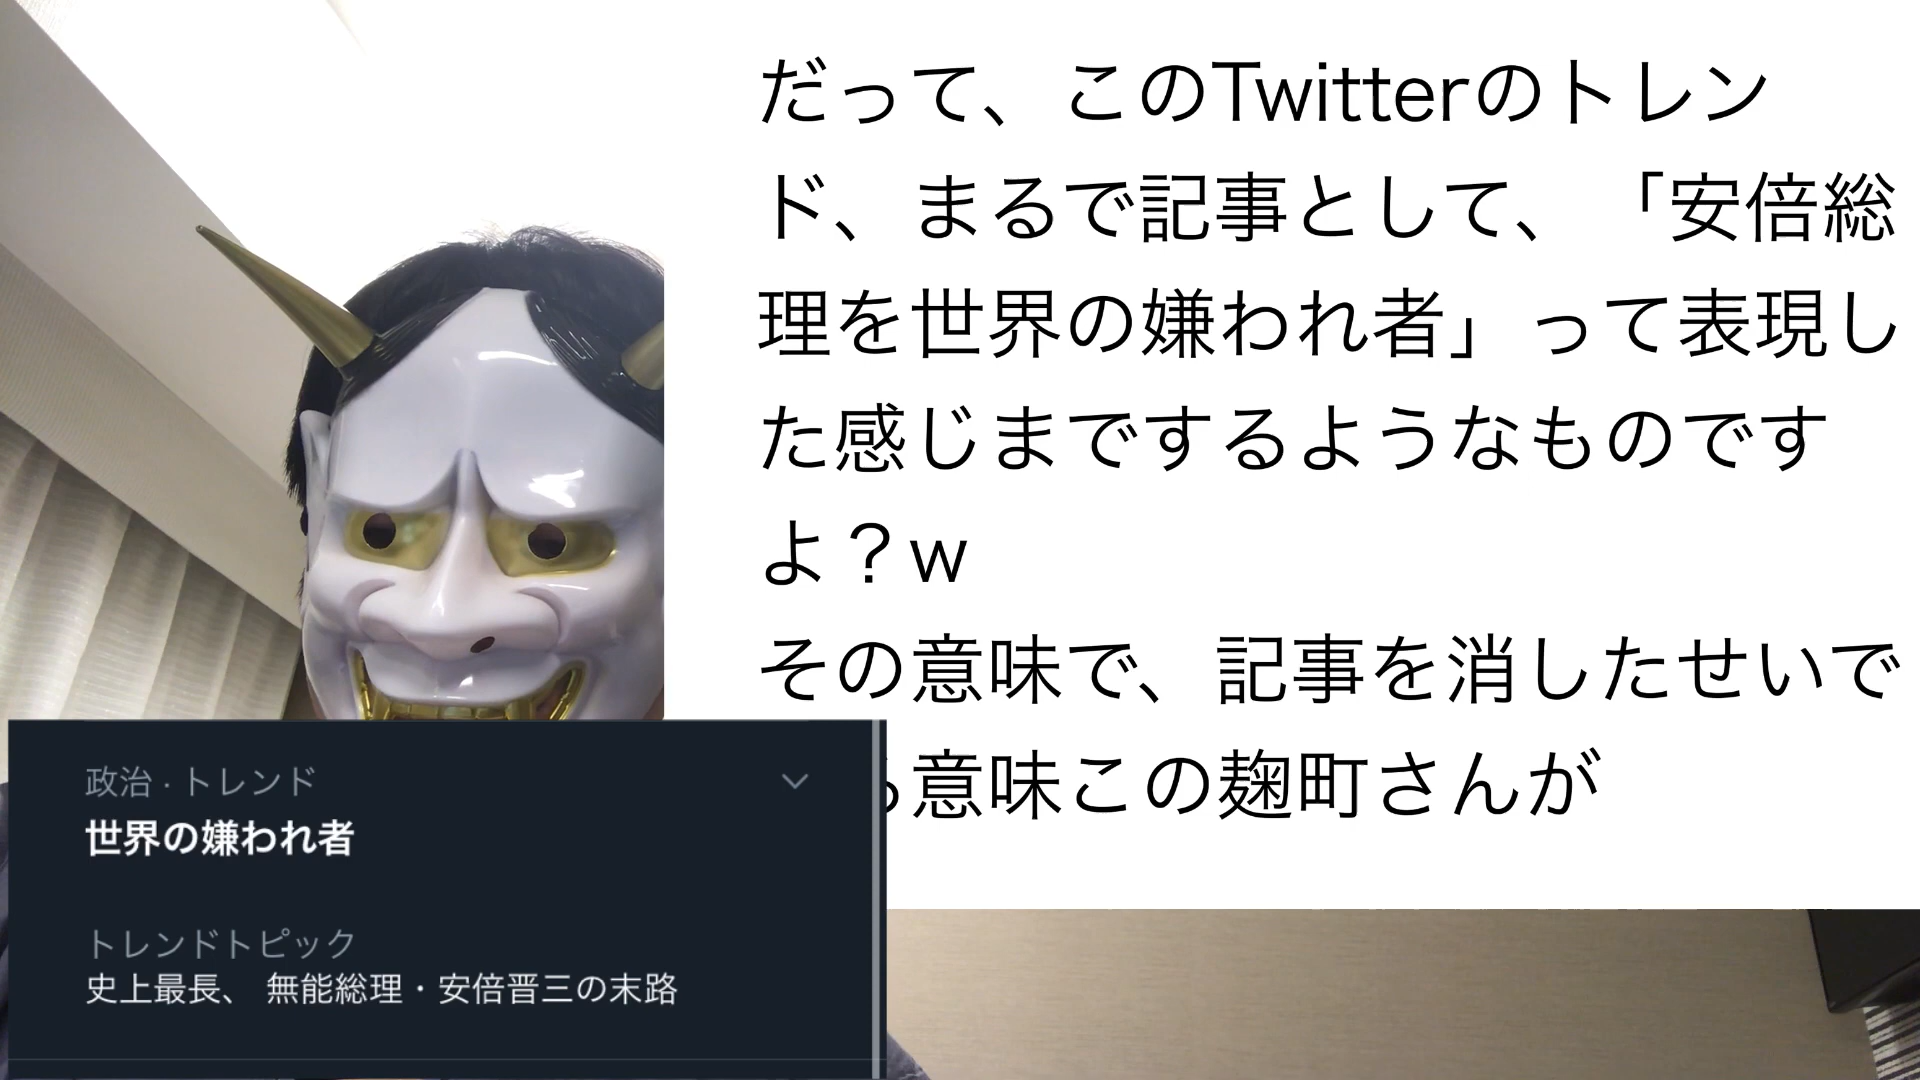 だって、このTwitterのトレン
ド、まるで記事として、「安倍総
理を世界の嫌われ者」って表現し
た感じまでするようなものです
よ？w
その意味で、記事を消したせいで
意味この麹町さんが
政治・トレンド
世界の嫌われ者
トレンドトピック
史上最長、 無能総理・安倍晋三の末路